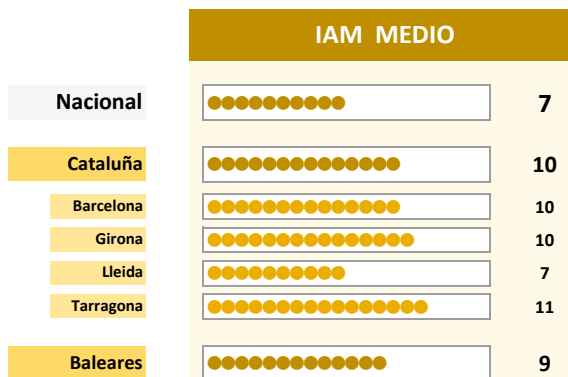 IAM MEDIO
Nacional 7
Cataluña 10
Barcelona 10
Girona 10
Lleida 7
Tarragona 11
Baleares 9